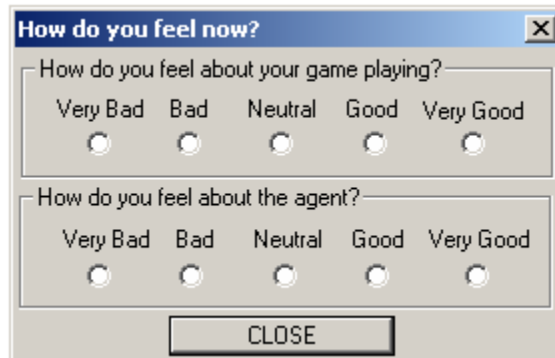 How do you feel now?
How do you feel about your game playing?
Very Bad Bad Neutral Good Very Good
How do you feel about the agent?
Very Bad Bad Neutral Good Very Good
CLOSE